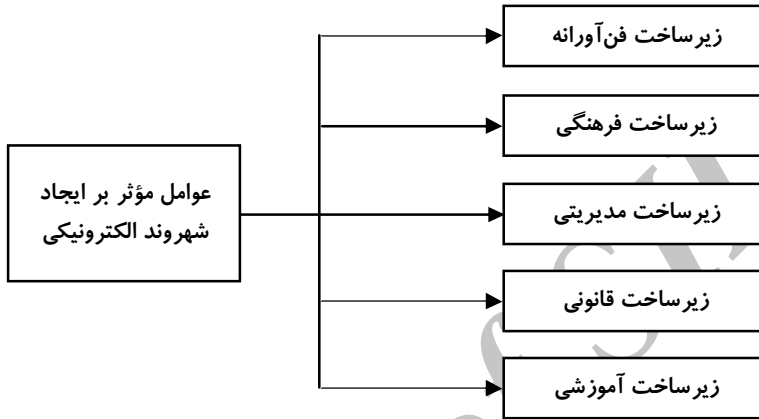 زیرساخت فن‌آورانه
زیرساخت فرهنگی
عوامل مؤثر بر ایجاد
شهروند الکترونیکی
زیرساخت مدیریتی
زیرساخت قانونی
زیرساخت آموزشی